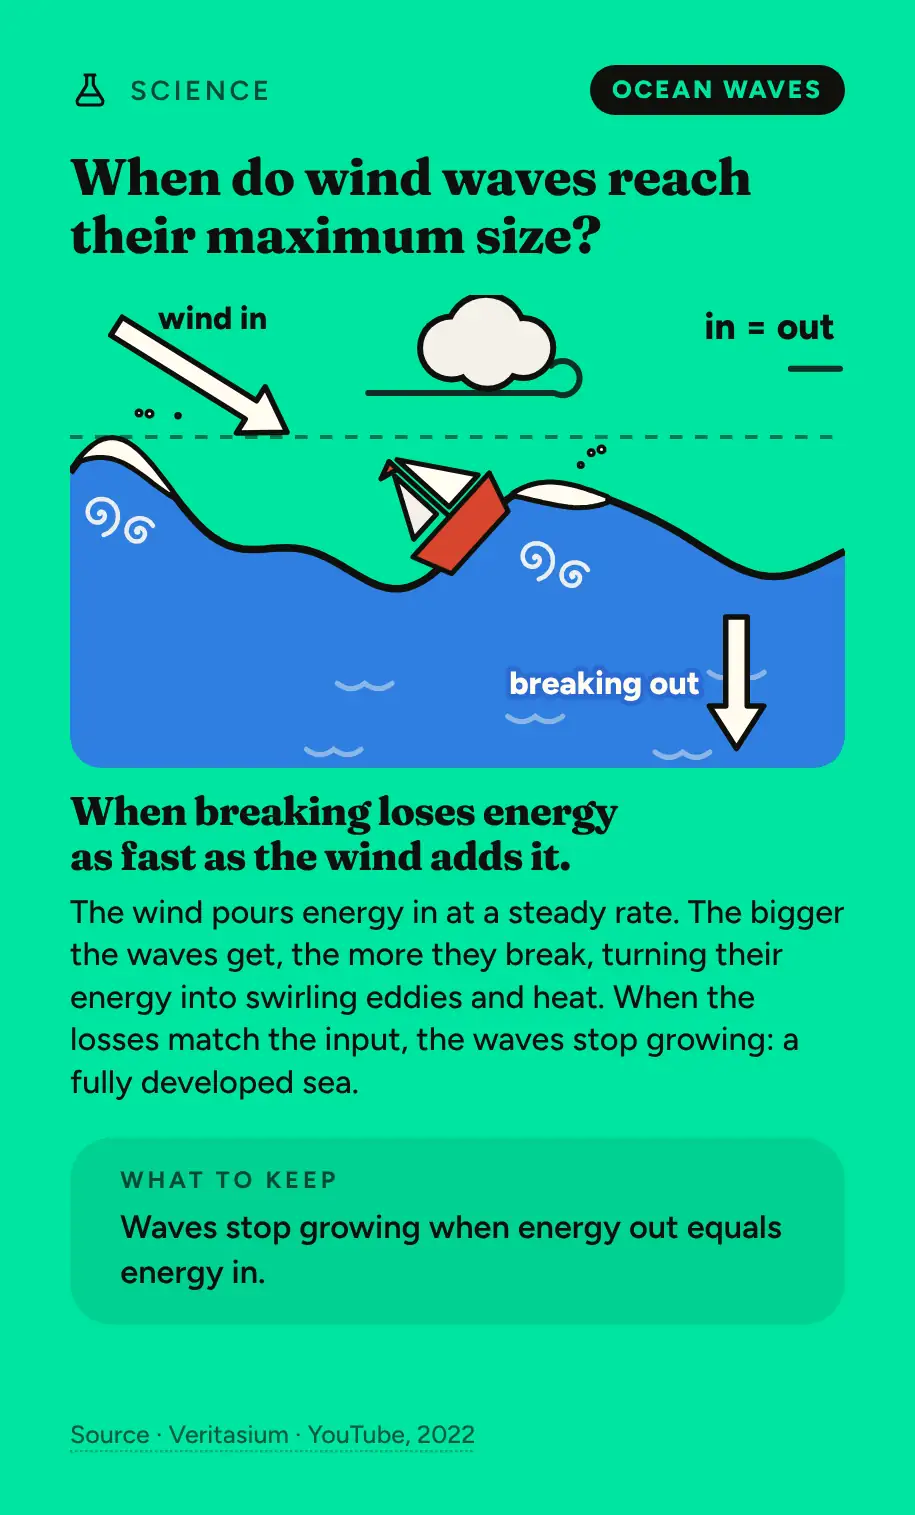 SCIENCE
OCEAN WAVES
When do wind waves reach
their maximum size?
wind in
in = out
breaking out
When breaking loses energy
as fast as the wind adds it.
The wind pours energy in at a steady rate. The bigger
the waves get, the more they break, turning their
energy into swirling eddies and heat. When the
losses match the input, the waves stop growing: a
fully developed sea.
WHAT TO KEEP
Waves stop growing when energy out equals
energy in.
Source · Veritasium · YouTube, 2022